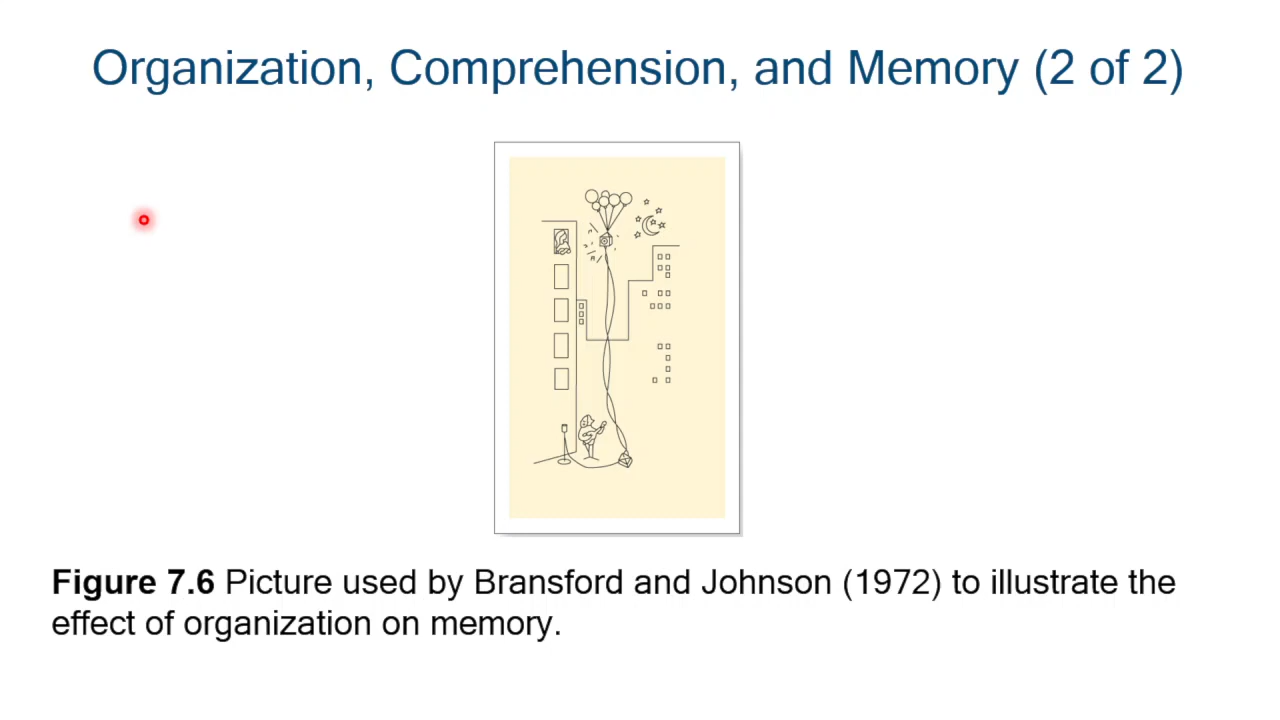 Organization, Comprehension, and Memory (2 of 2)
Figure 7.6 Picture used by Bransford and Johnson (1972) to illustrate the
effect of organization on memory.